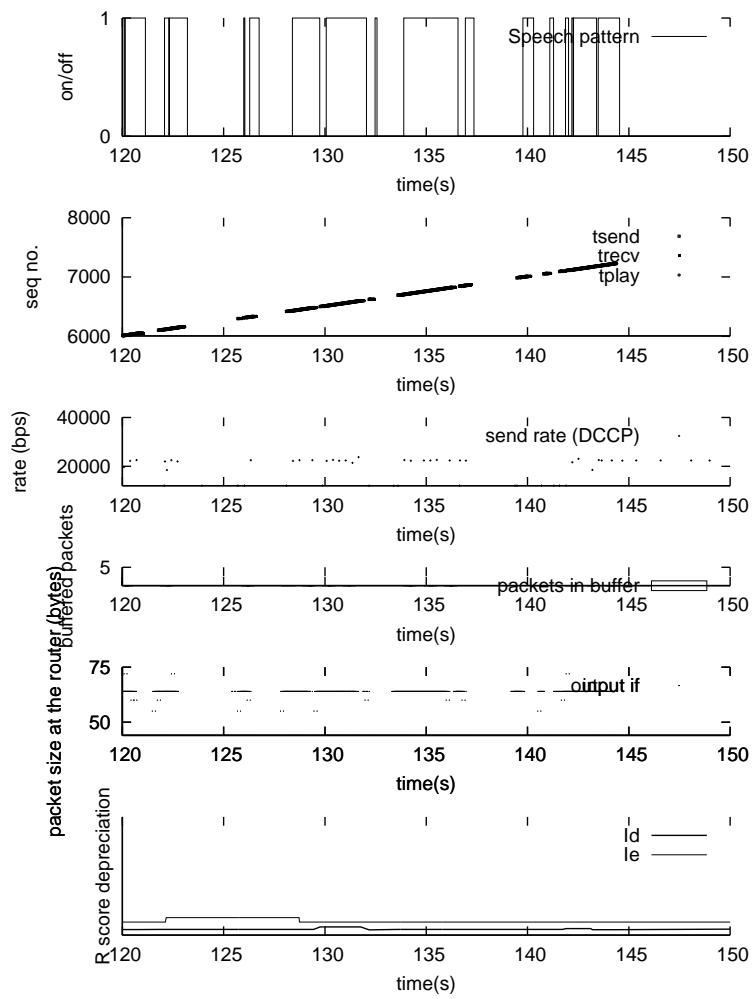 1
Speech pattern
on/off
0
120 125 130 135 140 145 150
time(s)
8000
tsend
trecv
7000
tplay
seq no.
6000
120 125 130 135 140 145 150
time(s)
40000
send rate (DCCP)
rate (bps)
20000
120 125 130 135 140 145 150
time(s)
5
packets in buffer
buffered packets
120 125 130 135 140 145 150
time(s)
75
input if
packet size at the router (bytes)
50
120 125 130 135 140 145 150
time(s)
Id
Ie
R score depreciation
120 125 130 135 140 145 150
time(s)